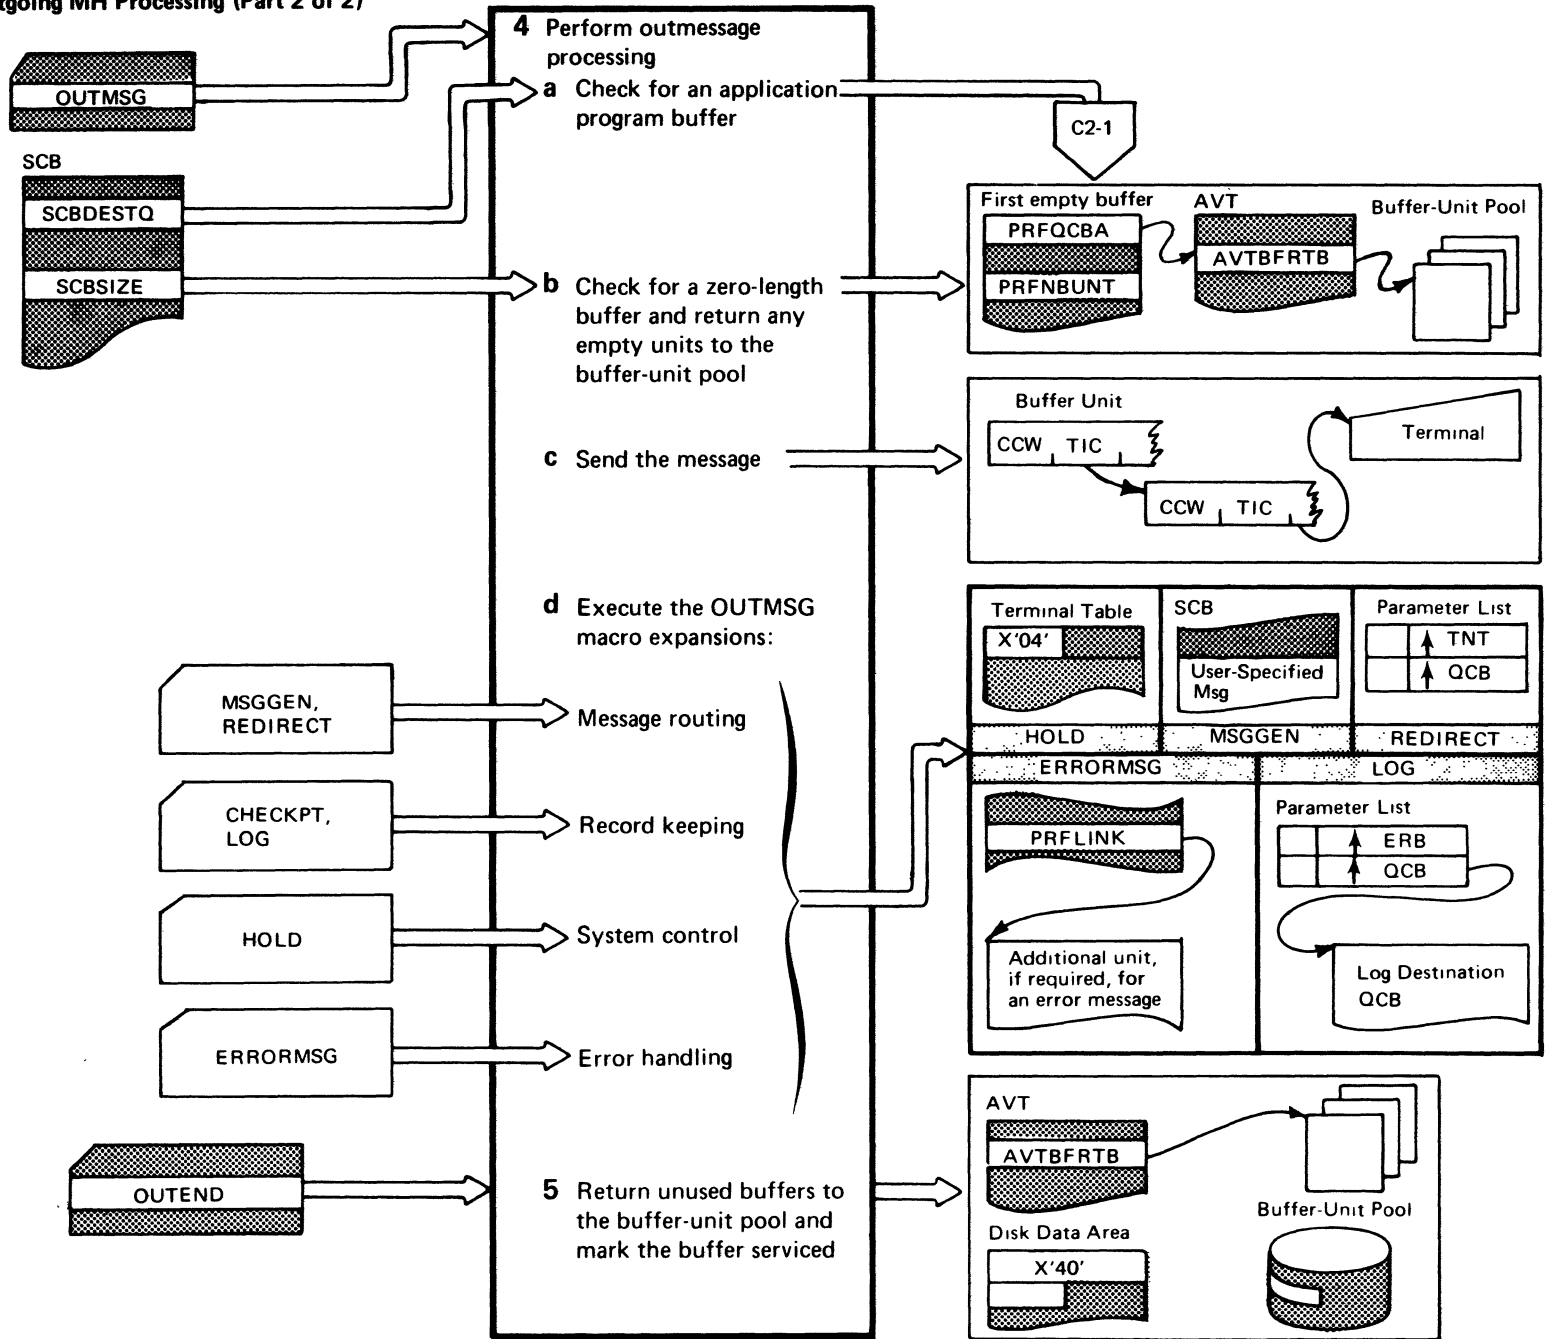 tgoing MH Processing (Part 2 of 2)
OUTMSG
SCB
SCBDESTQ
SCBSIZE
4 Perform outmessage
processing
a Check for an application
program buffer
b Check for a zero-length
buffer and return any
empty units to the
buffer-unit pool
c Send the message
d Execute the OUTMSG
macro expansions:
MSGGEN,
REDIRECT
Message routing
CHECKPT,
LOG
Record keeping
HOLD
System control
ERRORMSG
Error handling
OUTEND
5 Return unused buffers to
the buffer-unit pool and
mark the buffer serviced
C2-1
First empty buffer
PRFQCBA
PRFNBUNT
AVT
AVTBFRTB
Buffer-Unit Pool
Buffer Unit
CCW TIC
CCW TIC
Terminal
Terminal Table
X'04'
HOLD
SCB
User-Specified
Msg
MSGGEN
Parameter List
TNT
QCB
REDIRECT
ERRORMSG
PRFLINK
Additional unit,
if required, for
an error message
LOG
Parameter List
ERB
QCB
Log Destination
QCB
AVT
AVTBFRTB
Buffer-Unit Pool
Disk Data Area
X'40'